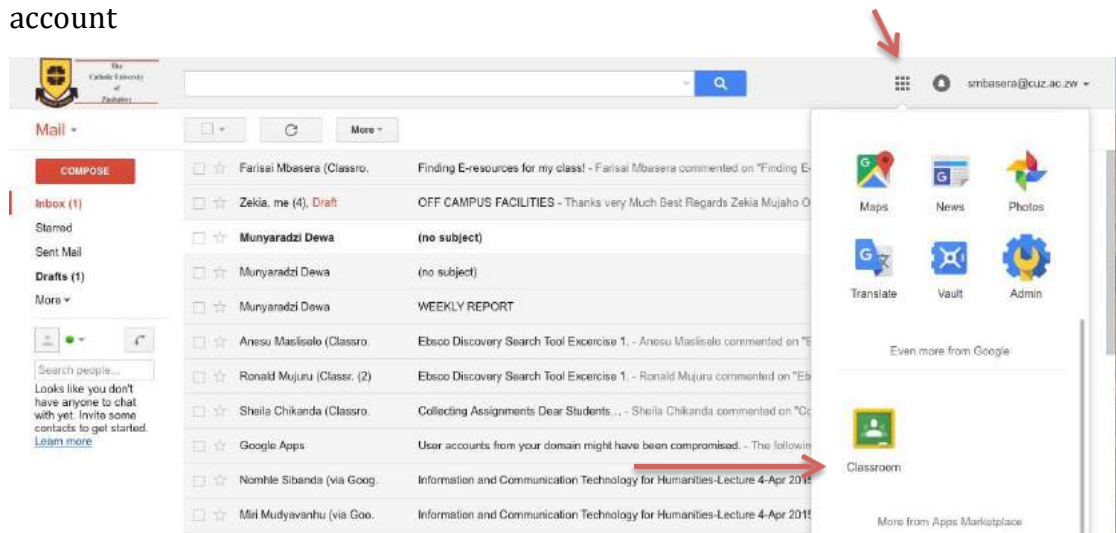 account
The
Catholic University
of
Zimbabwe
smbasera@cuz.ac.zw
Mail
More
COMPOSE
Inbox (1)
Starred
Sent Mail
Drafts (1)
More
Search people...
Looks like you don't
have anyone to chat
with yet. Invite some
contacts to get started.
Learn more
Farisai Mbasera (Classro. Finding E-resources for my class! - Farisai Mbasera commented on "Finding E-
Zekia, me (4), Draft OFF CAMPUS FACILITIES - Thanks very Much Best Regards Zekia Mujaho O
Munyaradzi Dewa (no subject)
Munyaradzi Dewa (no subject)
Munyaradzi Dewa WEEKLY REPORT
Anesu Masliselo (Classro. Ebsco Discovery Search Tool Excercise 1. - Anesu Masliselo commented on "E
Ronald Mujuru (Classr. (2) Ebsco Discovery Search Tool Excercise 1. - Ronald Mujuru commented on "Eb
Sheila Chikanda (Classro. Collecting Assignments Dear Students... - Sheila Chikanda commented on "Co
Google Apps User accounts from your domain might have been compromised. - The followin
Nomhle Sibanda (via Goog. Information and Communication Technology for Humanities-Lecture 4-Apr 2015
Miri Mudyavanhu (via Goo. Information and Communication Technology for Humanities-Lecture 4-Apr 2015
Maps News Photos
Translate Vault Admin
Even more from Google
Classroom
More from Apps Marketplace